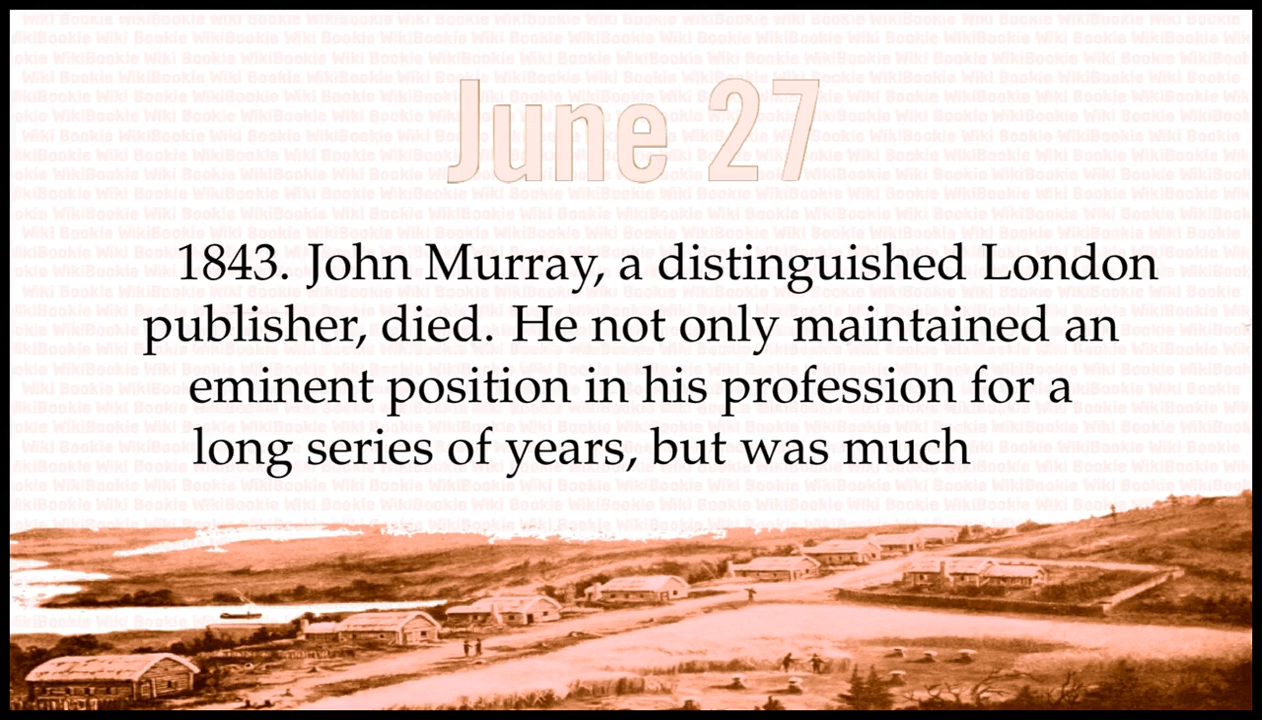 June 27
1843. John Murray, a distinguished London
publisher, died. He not only maintained an
eminent position in his profession for a
long series of years, but was much